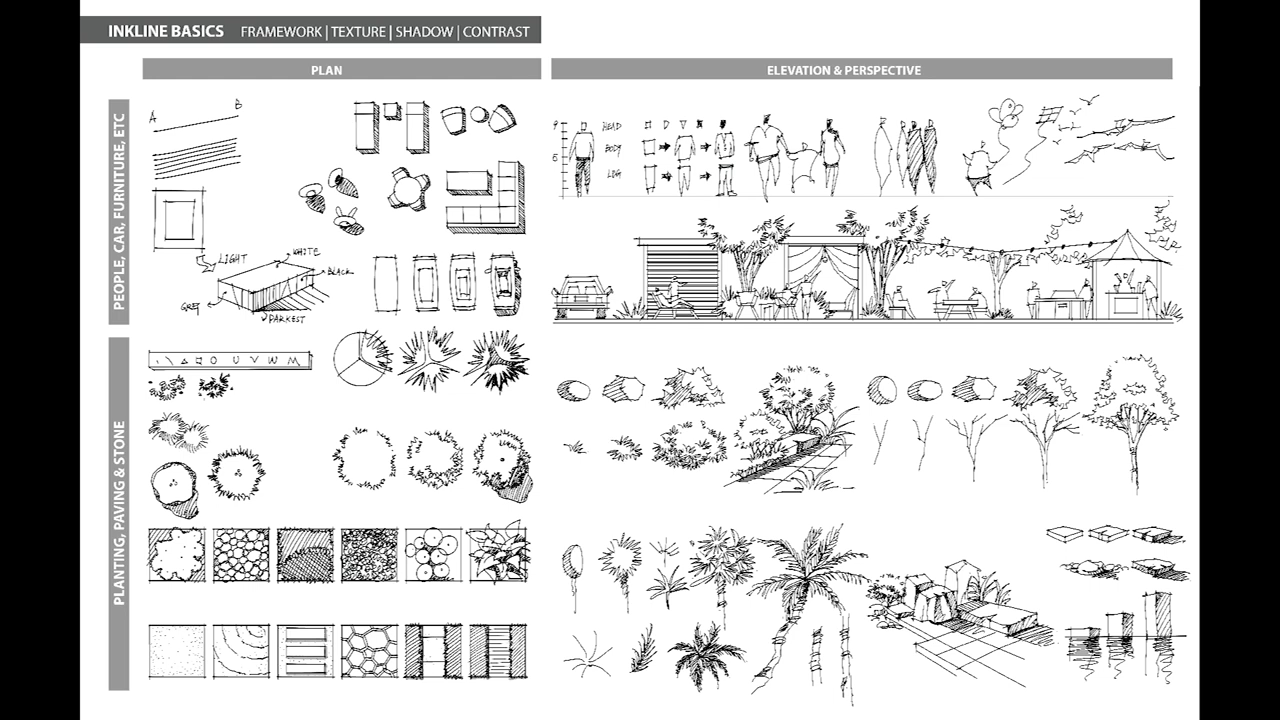 INKLINE BASICS FRAMEWORK | TEXTURE | SHADOW | CONTRAST
PLAN
ELEVATION & PERSPECTIVE
PEOPLE, CAR, FURNITURE, ETC
A
B
LIGHT
WHITE
BLACK
GREY
DARKEST
HEAD
BODY
LEG
PLANTING, PAVING & STONE